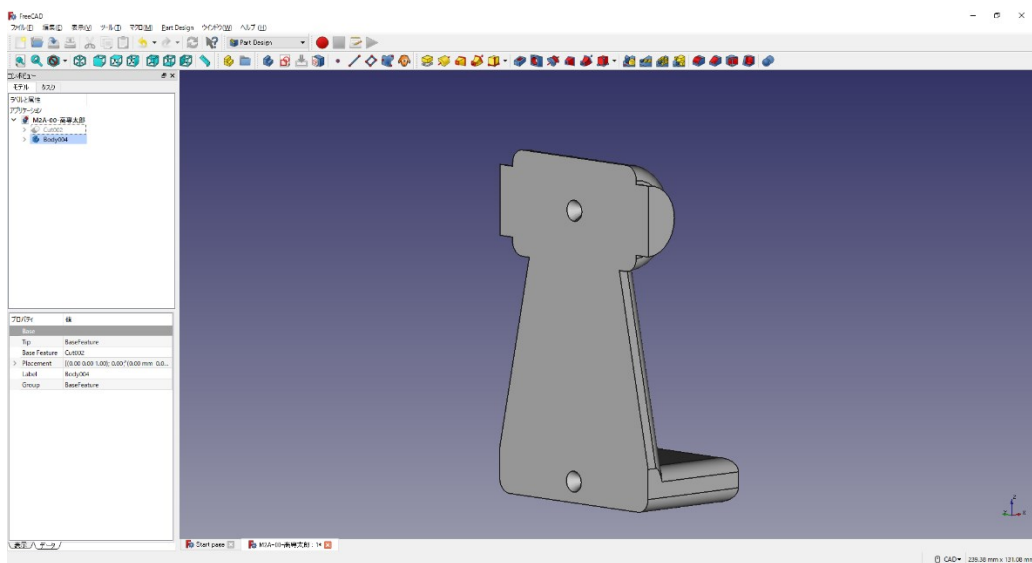 FreeCAD
ファイル(F) 編集(E) 表示(V) ツール(T) マクロ(M) Part Design ウインドウ(W) ヘルプ(H)
Part Design
コンボビュー
モデル タスク
ラベルと属性
アプリケーション
M2A-00-高専太郎
Cut002
Body004
プロパティ 値
Base
Tip BaseFeature
Base Feature Cut002
Placement [(0.00 0.00 1.00); 0.00°(0.00 mm 0.0...
Label Body004
Group BaseFeature
表示 データ
Start page M2A-00-高専太郎 : 1*
CAD 239.38 mm x 131.08 mm